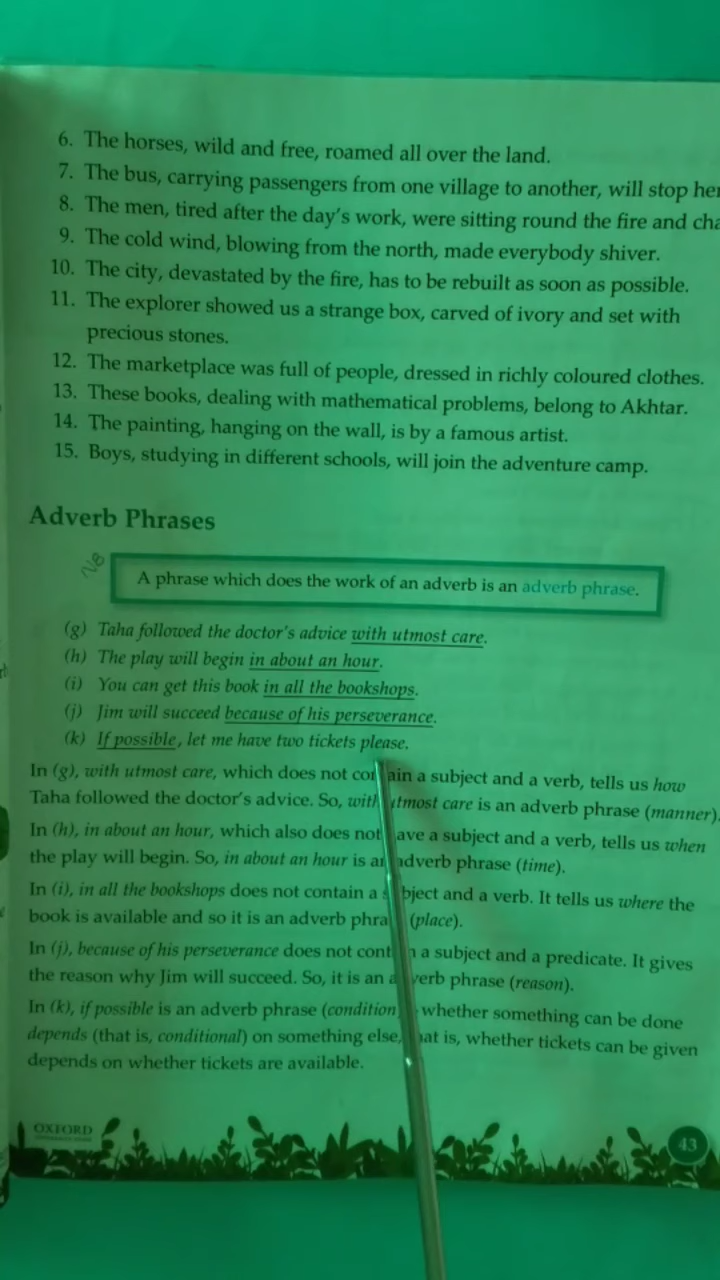 6. The horses, wild and free, roamed all over the land.
7. The bus, carrying passengers from one village to another, will stop
8. The men, tired after the day's work, were sitting round the fire and
9. The cold wind, blowing from the north, made everybody shiver.
10. The city, devastated by the fire, has to be rebuilt as soon as possible.
11. The explorer showed us a strange box, carved of ivory and set with
precious stones.
12. The marketplace was full of people, dressed in richly coloured clothes.
13. These books, dealing with mathematical problems, belong to Akhtar.
14. The painting, hanging on the wall, is by a famous artist.
15. Boys, studying in different schools, will join the adventure camp.
Adverb Phrases
A phrase which does the work of an adverb is an adverb phrase.
(g) Taha followed the doctor's advice with utmost care.
(h) The play will begin in about an hour.
(i) You can get this book in all the bookshops.
(j) Jim will succeed because of his perseverance.
(k) If possible, let me have two tickets please.
In (g), with utmost care, which does not contain a subject and a verb, tells us how
Taha followed the doctor's advice. So, with utmost care is an adverb phrase (manner).
In (h), in about an hour, which also does not have a subject and a verb, tells us when
the play will begin. So, in about an hour is an adverb phrase (time).
In (i), in all the bookshops does not contain a subject and a verb. It tells us where the
book is available and so it is an adverb phrase (place).
In (j), because of his perseverance does not contain a subject and a predicate. It gives
the reason why Jim will succeed. So, it is an adverb phrase (reason).
In (k), if possible is an adverb phrase (condition whether something can be done
depends (that is, conditional) on something else, that is, whether tickets can be given
depends on whether tickets are available.
OXFORD
43